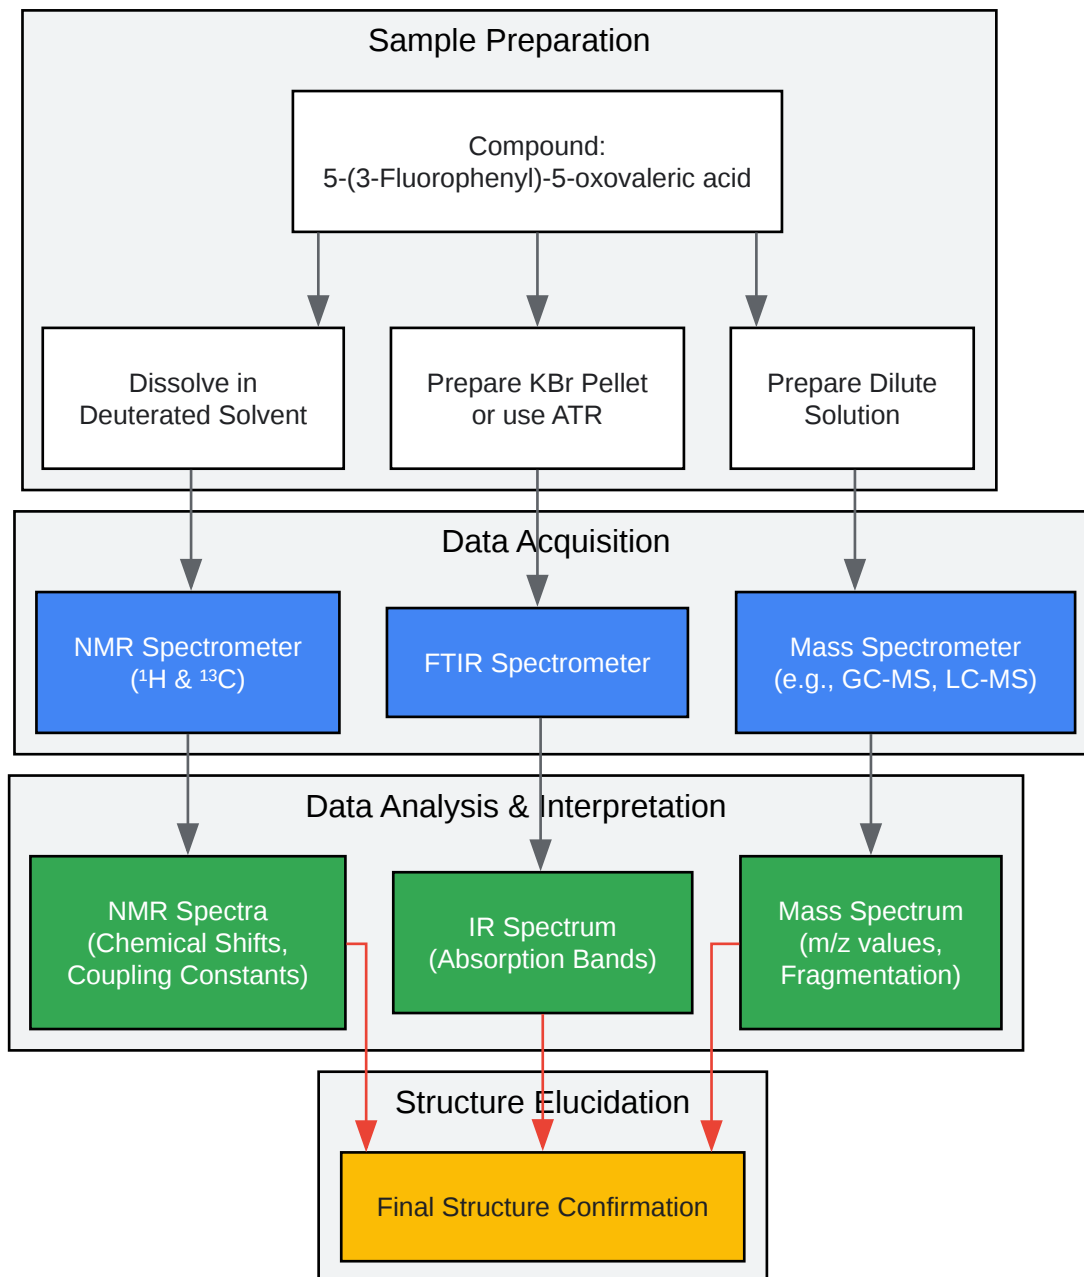 Sample Preparation
Compound:
5-(3-Fluorophenyl)-5-oxovaleric acid
Dissolve in
Deuterated Solvent
Prepare KBr Pellet
or use ATR
Prepare Dilute
Solution
Data Acquisition
NMR Spectrometer
(¹H & ¹³C)
FTIR Spectrometer
Mass Spectrometer
(e.g., GC-MS, LC-MS)
Data Analysis & Interpretation
NMR Spectra
(Chemical Shifts,
Coupling Constants)
IR Spectrum
(Absorption Bands)
Mass Spectrum
(m/z values,
Fragmentation)
Structure Elucidation
Final Structure Confirmation